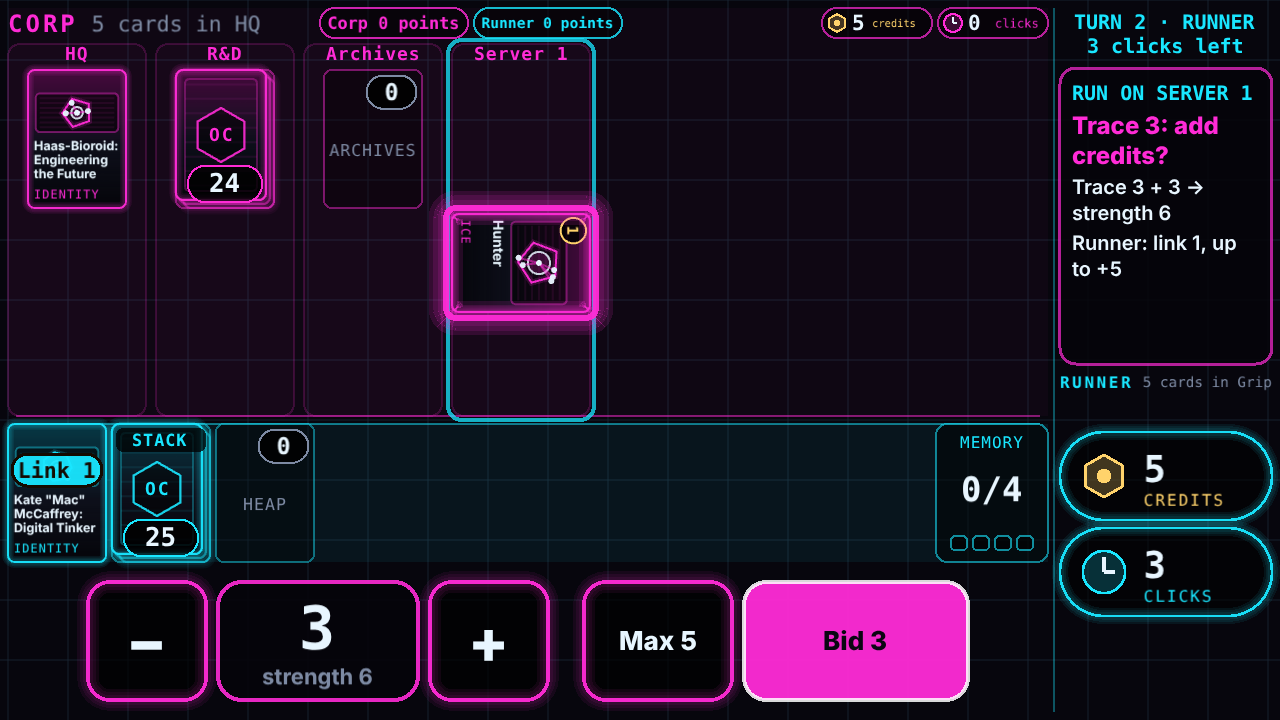 CORP 5 cards in HQ
Corp 0 points
Runner 0 points
5 credits
0 clicks
TURN 2 · RUNNER
3 clicks left
HQ
R&D
Archives
Server 1
Haas-Bioroid:
Engineering
the Future
IDENTITY
OC
24
0
ARCHIVES
ICE
Hunter
1
RUN ON SERVER 1
Trace 3: add
credits?
Trace 3 + 3 →
strength 6
Runner: link 1, up
to +5
RUNNER 5 cards in Grip
Link 1
Kate "Mac"
McCaffrey:
Digital Tinker
IDENTITY
STACK
OC
25
0
HEAP
MEMORY
0/4
5
CREDITS
3
CLICKS
−
3
strength 6
+
Max 5
Bid 3